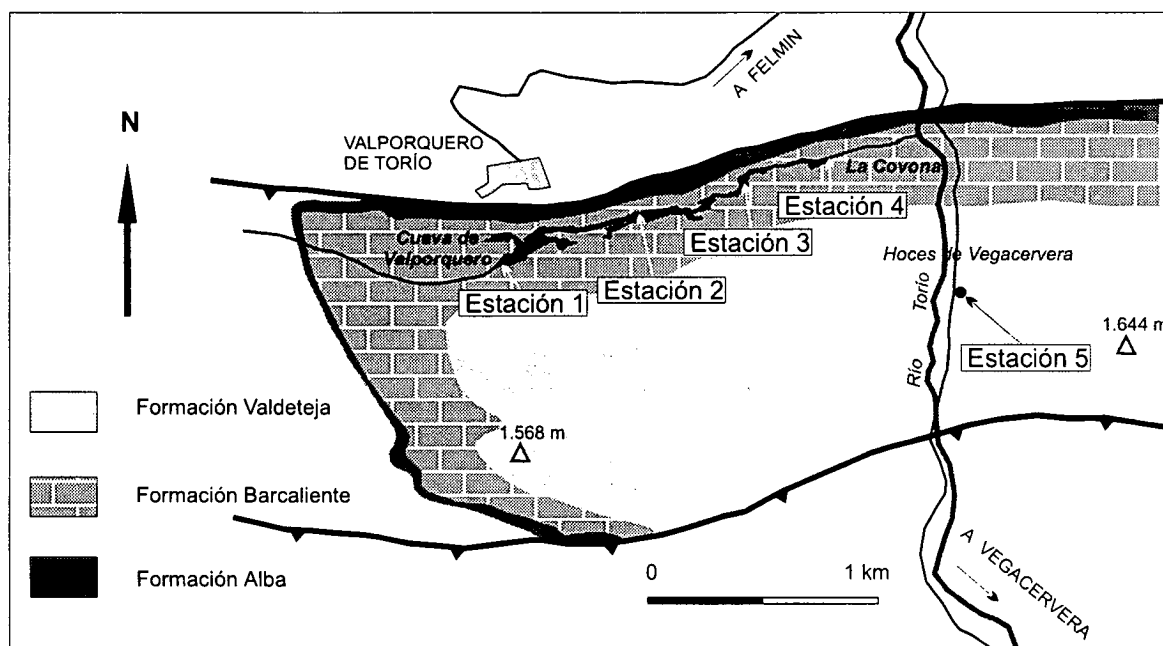 A FELMIN
N
VALPORQUERO
DE TORÍO
La Covona
Estación 4
Cueva de
Valporquero
Estación 3
Hoces de Vegacervera
Estación 2
Estación 1
Río Torío
1.644 m
Estación 5
Formación Valdeteja
1.568 m
Formación Barcaliente
A VEGACERVERA
Formación Alba
0 1 km